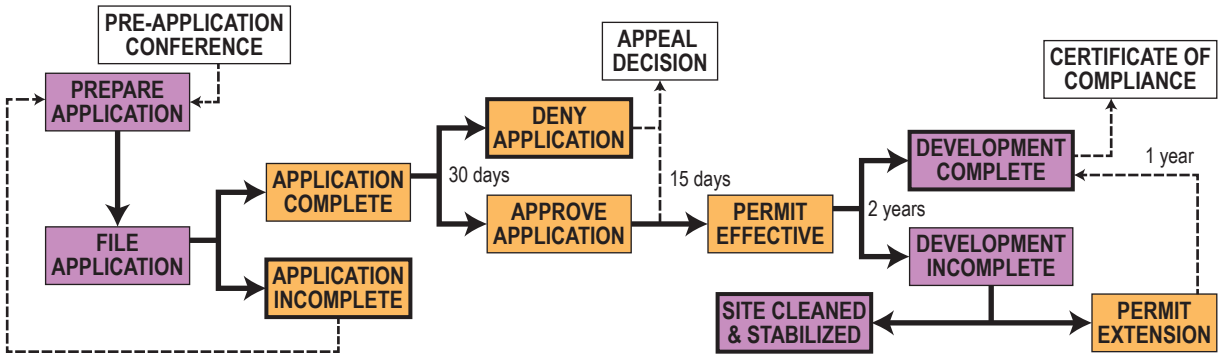 PRE-APPLICATION
CONFERENCE
PREPARE
APPLICATION
FILE
APPLICATION
APPLICATION
COMPLETE
APPLICATION
INCOMPLETE
30 days
DENY
APPLICATION
APPROVE
APPLICATION
APPEAL
DECISION
15 days
PERMIT
EFFECTIVE
2 years
DEVELOPMENT
COMPLETE
CERTIFICATE OF
COMPLIANCE
1 year
DEVELOPMENT
INCOMPLETE
SITE CLEANED
& STABILIZED
PERMIT
EXTENSION